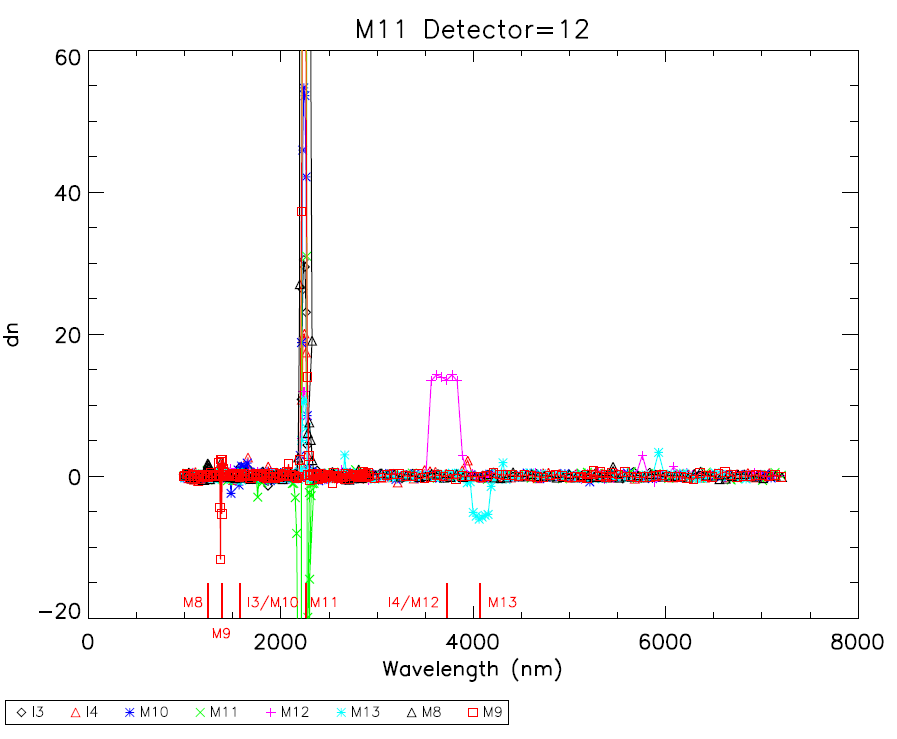 M11 Detector=12
60
40
20
0
−20
dn
M8
M9
I3/M10
M11
I4/M12
M13
0 2000 4000 6000 8000
Wavelength (nm)
I3 I4 M10 M11 M12 M13 M8 M9